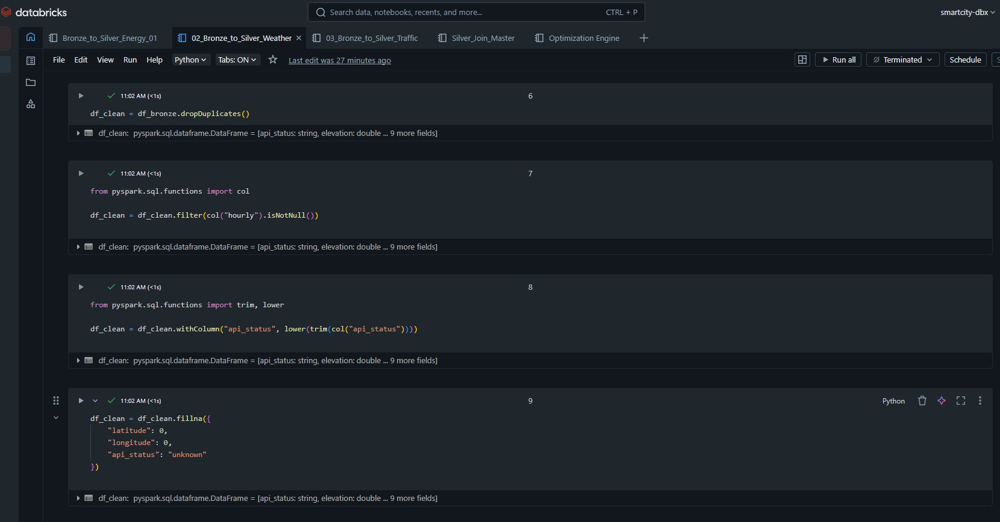 databricks
Search data, notebooks, recents, and more...
CTRL + P
smartcity-dbx
Bronze_to_Silver_Energy_01
02_Bronze_to_Silver_Weather
03_Bronze_to_Silver_Traffic
Silver_Join_Master
Optimization Engine
File Edit View Run Help Python Tabs: ON Last edit was 27 minutes ago
Run all
Terminated
Schedule
11:02 AM (<1s)
6
df_clean = df_bronze.dropDuplicates()
df_clean: pyspark.sql.dataframe.DataFrame = [api_status: string, elevation: double ... 9 more fields]
11:02 AM (<1s)
7
from pyspark.sql.functions import col
df_clean = df_clean.filter(col("hourly").isNotNull())
df_clean: pyspark.sql.dataframe.DataFrame = [api_status: string, elevation: double ... 9 more fields]
11:02 AM (<1s)
8
from pyspark.sql.functions import trim, lower
df_clean = df_clean.withColumn("api_status", lower(trim(col("api_status"))))
df_clean: pyspark.sql.dataframe.DataFrame = [api_status: string, elevation: double ... 9 more fields]
11:02 AM (<1s)
9
Python
df_clean = df_clean.fillna({
"latitude": 0,
"longitude": 0,
"api_status": "unknown"
})
df_clean: pyspark.sql.dataframe.DataFrame = [api_status: string, elevation: double ... 9 more fields]